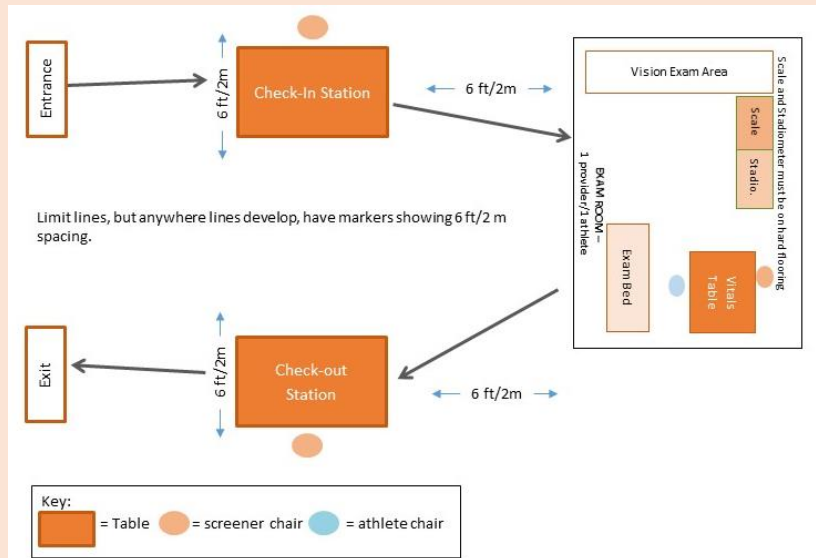 Entrance
6 ft/2m
Check-In Station
6 ft/2m
Vision Exam Area
Scale
Stadio.
Scale and Stadiometer must be on hard flooring
EXAM ROOM –
1 provider/1 athlete
Exam Bed
Vitals
Table
Limit lines, but anywhere lines develop, have markers showing 6 ft/2 m
spacing.
Exit
6 ft/2m
Check-out
Station
6 ft/2m
Key:
= Table
= screener chair
= athlete chair